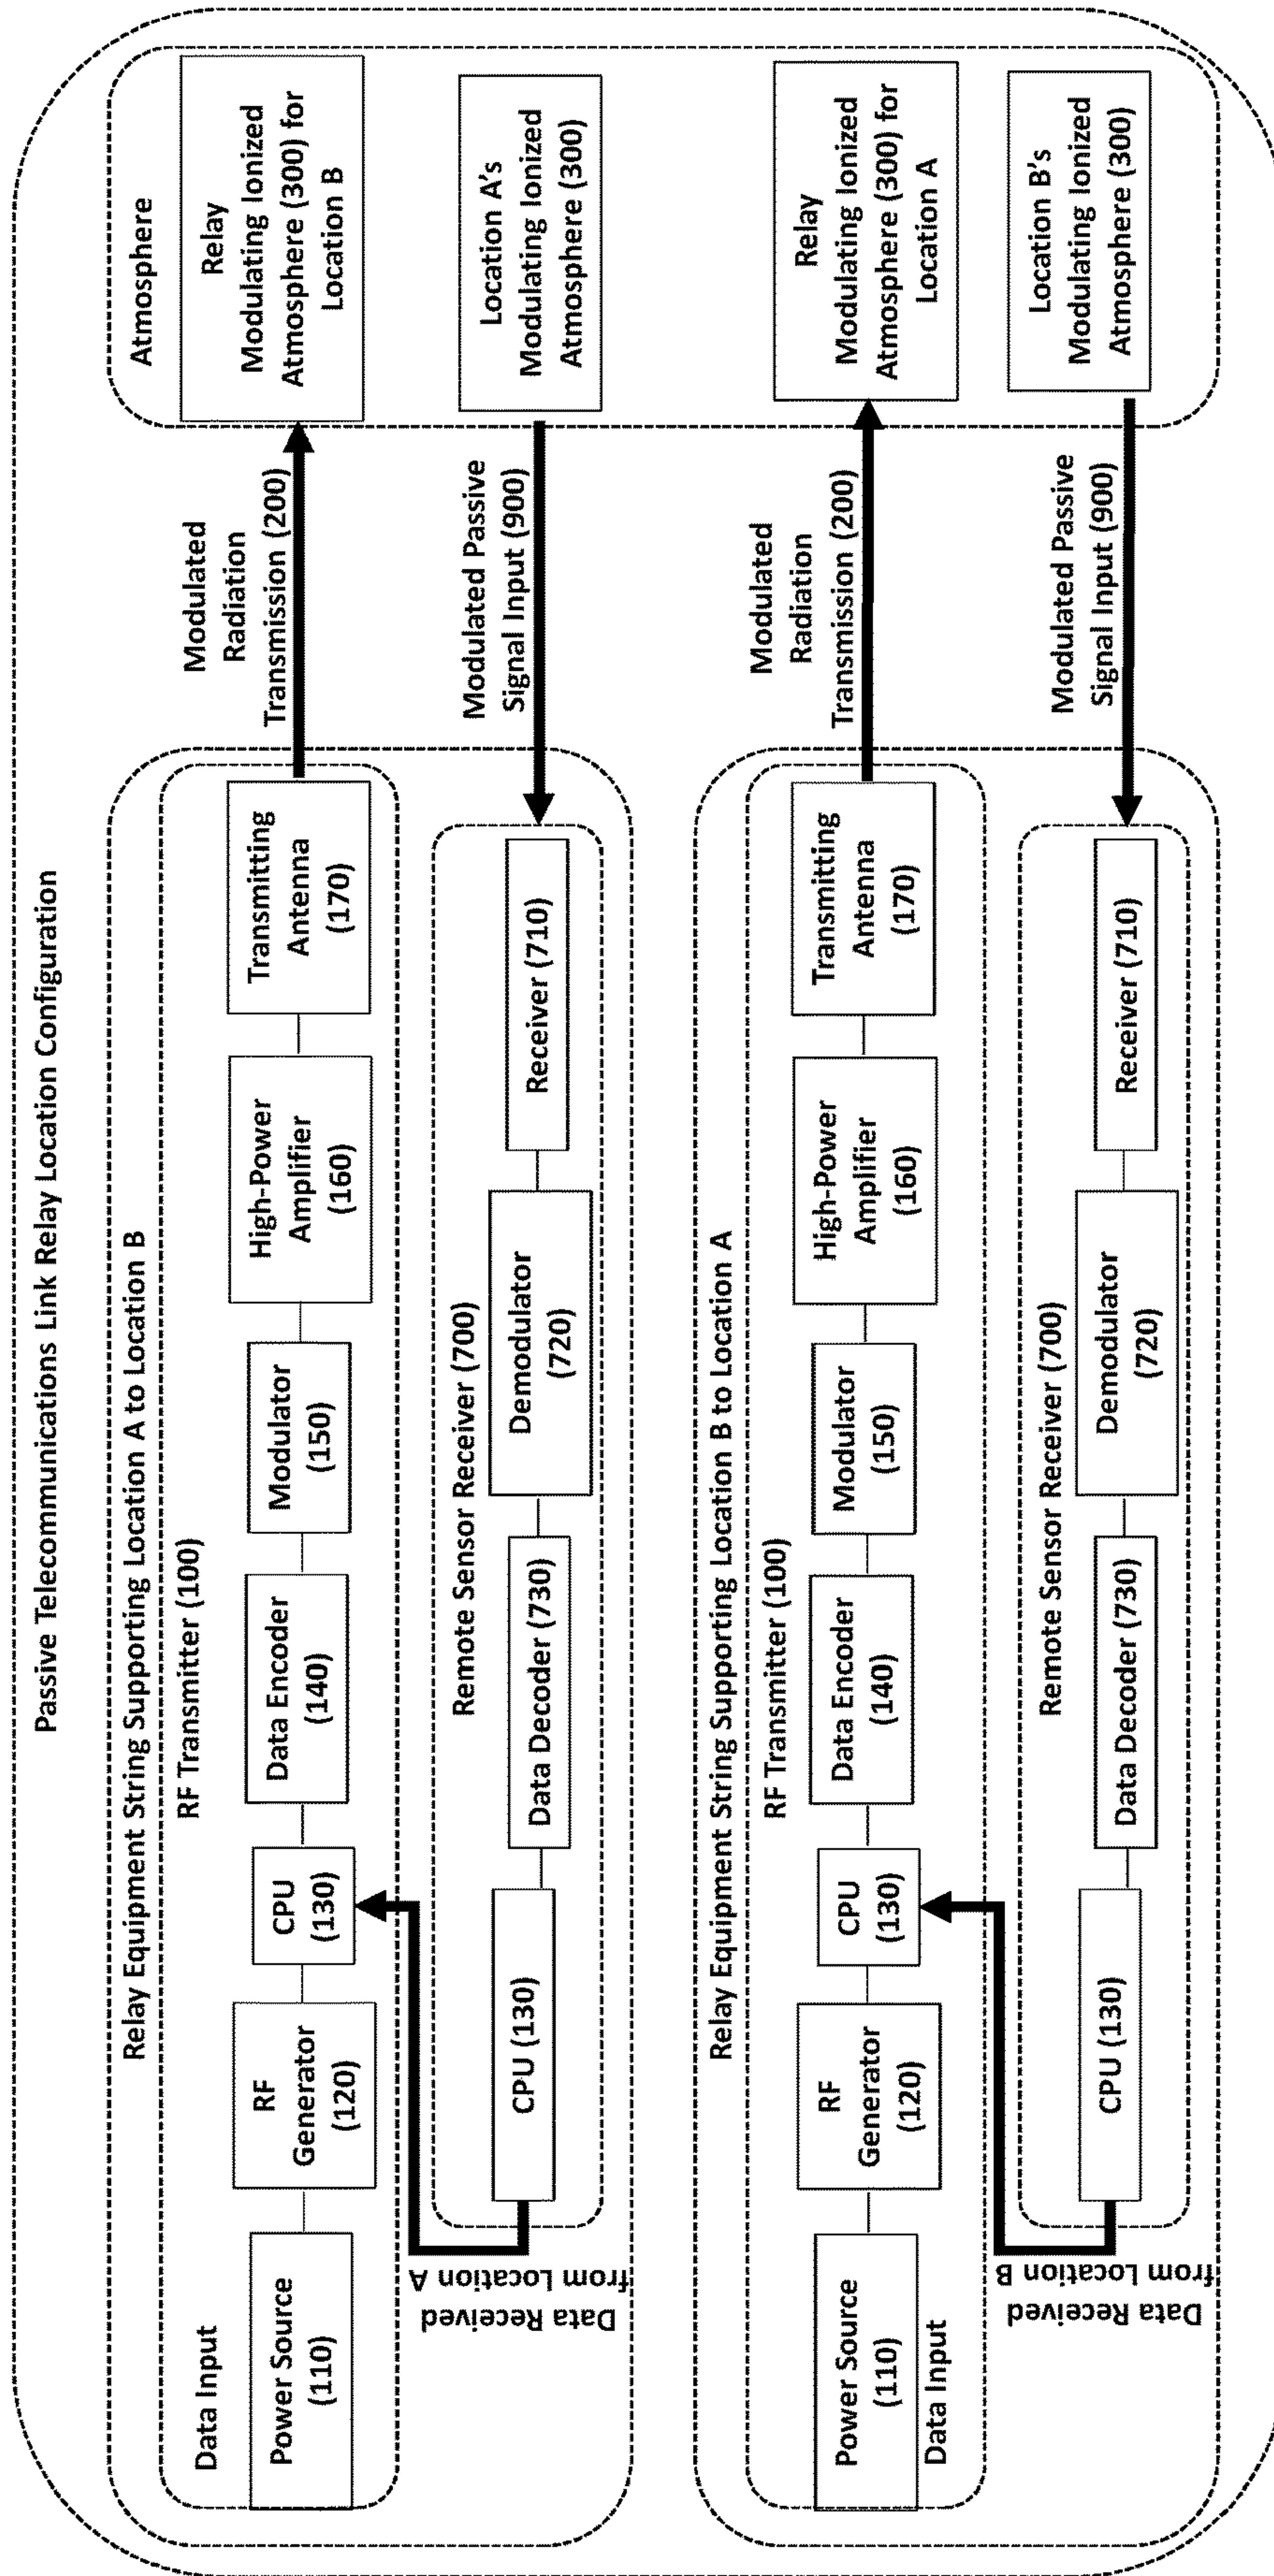 Passive Telecommunications Link Relay Location Configuration
Relay Equipment String Supporting Location A to Location B
RF Transmitter (100)
Data Input
Power Source
(110)
RF
Generator
(120)
CPU
(130)
Data Encoder
(140)
Modulator
(150)
High-Power
Amplifier
(160)
Transmitting
Antenna
(170)
Modulated
Radiation
Transmission (200)
Atmosphere
Relay
Modulating Ionized
Atmosphere (300) for
Location B
Data Received
from Location A
Remote Sensor Receiver (700)
CPU (130)
Data Decoder (730)
Demodulator
(720)
Receiver (710)
Modulated Passive
Signal Input (900)
Location A's
Modulating Ionized
Atmosphere (300)
Relay Equipment String Supporting Location B to Location A
RF Transmitter (100)
Power Source
(110)
Data Input
RF
Generator
(120)
CPU
(130)
Data Encoder
(140)
Modulator
(150)
High-Power
Amplifier
(160)
Transmitting
Antenna
(170)
Modulated
Radiation
Transmission (200)
Relay
Modulating Ionized
Atmosphere (300) for
Location A
Data Received
from Location B
Remote Sensor Receiver (700)
CPU (130)
Data Decoder (730)
Demodulator
(720)
Receiver (710)
Modulated Passive
Signal Input (900)
Location B's
Modulating Ionized
Atmosphere (300)